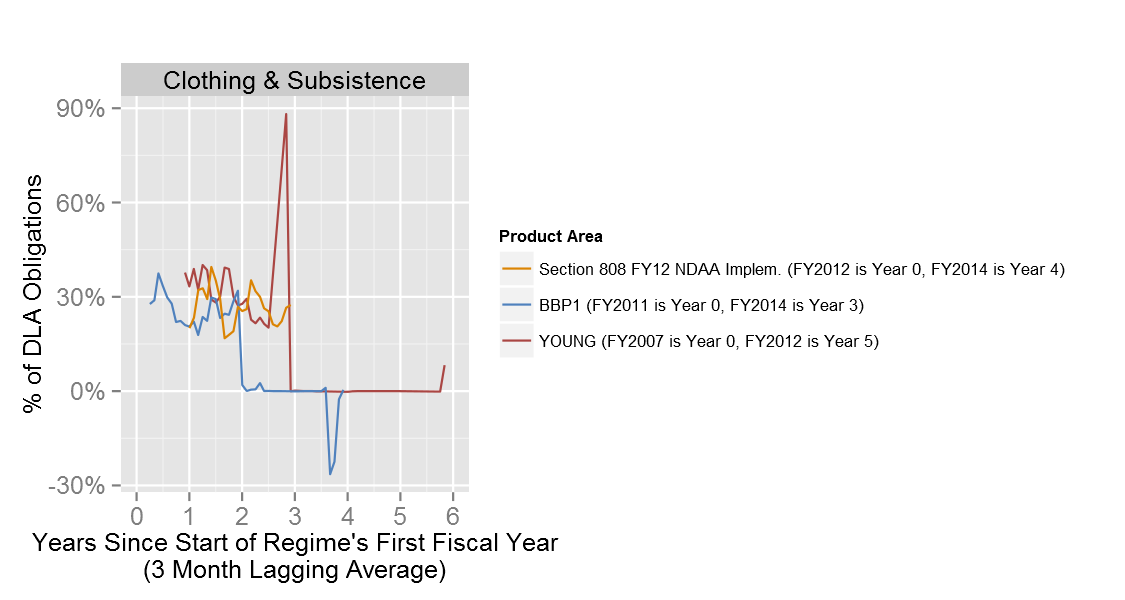 Clothing & Subsistence
90%
60%
30%
0%
-30%
% of DLA Obligations
0 1 2 3 4 5 6
Years Since Start of Regime's First Fiscal Year
(3 Month Lagging Average)
Product Area
Section 808 FY12 NDAA Implem. (FY2012 is Year 0, FY2014 is Year 4)
BBP1 (FY2011 is Year 0, FY2014 is Year 3)
YOUNG (FY2007 is Year 0, FY2012 is Year 5)